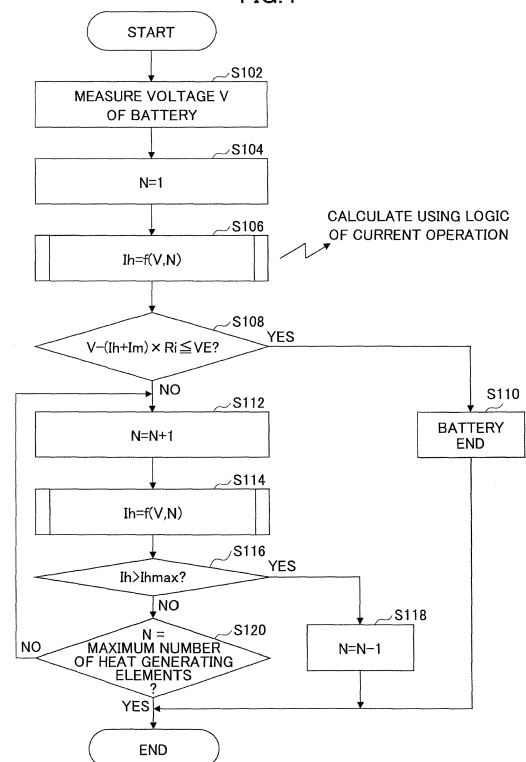 START
S102
MEASURE VOLTAGE V
OF BATTERY
S104
N=1
S106
Ih=f(V,N)
CALCULATE USING LOGIC
OF CURRENT OPERATION
S108
V-(Ih+Im)×Ri≦VE?
YES
NO
S110
BATTERY
END
S112
N=N+1
S114
Ih=f(V,N)
S116
Ih>Ihmax?
YES
NO
S118
N=N-1
S120
N =
MAXIMUM NUMBER
OF HEAT GENERATING
ELEMENTS
?
NO
YES
END